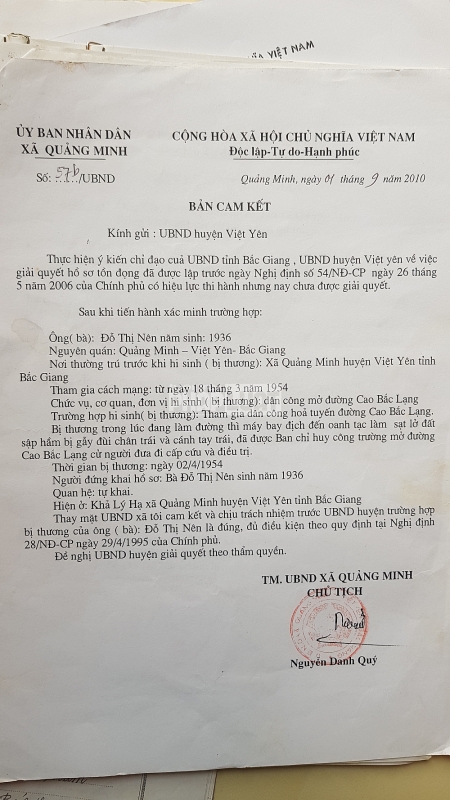 VIỆT NAM
ỦY BAN NHÂN DÂN
XÃ QUẢNG MINH
Số: 57b/UBND
CỘNG HÒA XÃ HỘI CHỦ NGHĨA VIỆT NAM
Độc lập-Tự do-Hạnh phúc
Quảng Minh, ngày 01 tháng 9 năm 2010
BẢN CAM KẾT
Kính gửi : UBND huyện Việt Yên
Thực hiện ý kiến chỉ đạo cuả UBND tỉnh Bắc Giang , UBND huyện Việt yên về việc
giải quyết hồ sơ tồn đọng đã được lập trước ngày Nghị định số 54/NĐ-CP ngày 26 tháng
5 năm 2006 của Chính phủ có hiệu lực thi hành nhưng nay chưa được giải quyết.
Sau khi tiến hành xác minh trường hợp:
Ông( bà): Đỗ Thị Nên năm sinh: 1936
Nguyên quán: Quảng Minh – Việt Yên- Bắc Giang
Nơi thường trú trước khi hi sinh ( bị thương): Xã Quảng Minh huyện Việt Yên tỉnh
Bắc Giang
Tham gia cách mạng: từ ngày 18 tháng 3 năm 1954
Chức vụ, cơ quan, đơn vị hi sinh ( bị thương): dân công mở đường Cao Bắc Lạng
Trường hợp hi sinh( bị thương): Tham gia dân công hoả tuyến đường Cao Bắc Lạng.
Bị thương trong lúc đang làm đường thì máy bay địch đến oanh tạc làm sạt lở đất
sập hầm bị gẫy đùi chân trái và cánh tay trái, đã được Ban chỉ huy công trường mở đường
Cao Bắc Lạng cử người đưa đi cấp cứu và điều trị.
Thời gian bị thương: ngày 02/4/1954
Người đứng khai hồ sơ: Bà Đỗ Thị Nên sinh năm 1936
Quan hệ: tự khai.
Hiện ở: Khả Lý Hạ xã Quảng Minh huyện Việt Yên tỉnh Bắc Giang
Thay mặt UBND xã tôi cam kết và chịu trách nhiệm trước UBND huyện trường hợp
bị thương của ông ( bà): Đỗ Thị Nên là đúng, đủ điều kiện theo quy định tại Nghị định
28/NĐ-CP ngày 29/4/1995 của Chính phủ.
Đề nghị UBND huyện giải quyết theo thẩm quyền.
TM. UBND XÃ QUẢNG MINH
CHỦ TỊCH
Nguyễn Danh Quý